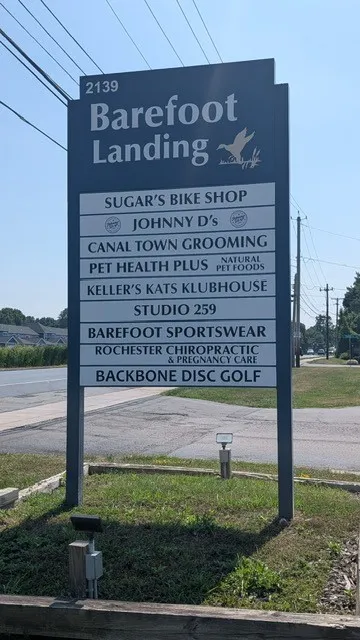 2139
Barefoot
Landing
SUGAR'S BIKE SHOP
JOHNNY D's
CANAL TOWN GROOMING
PET HEALTH PLUS NATURAL
PET FOODS
KELLER'S KATS KLUBHOUSE
STUDIO 259
BAREFOOT SPORTSWEAR
ROCHESTER CHIROPRACTIC
& PREGNANCY CARE
BACKBONE DISC GOLF